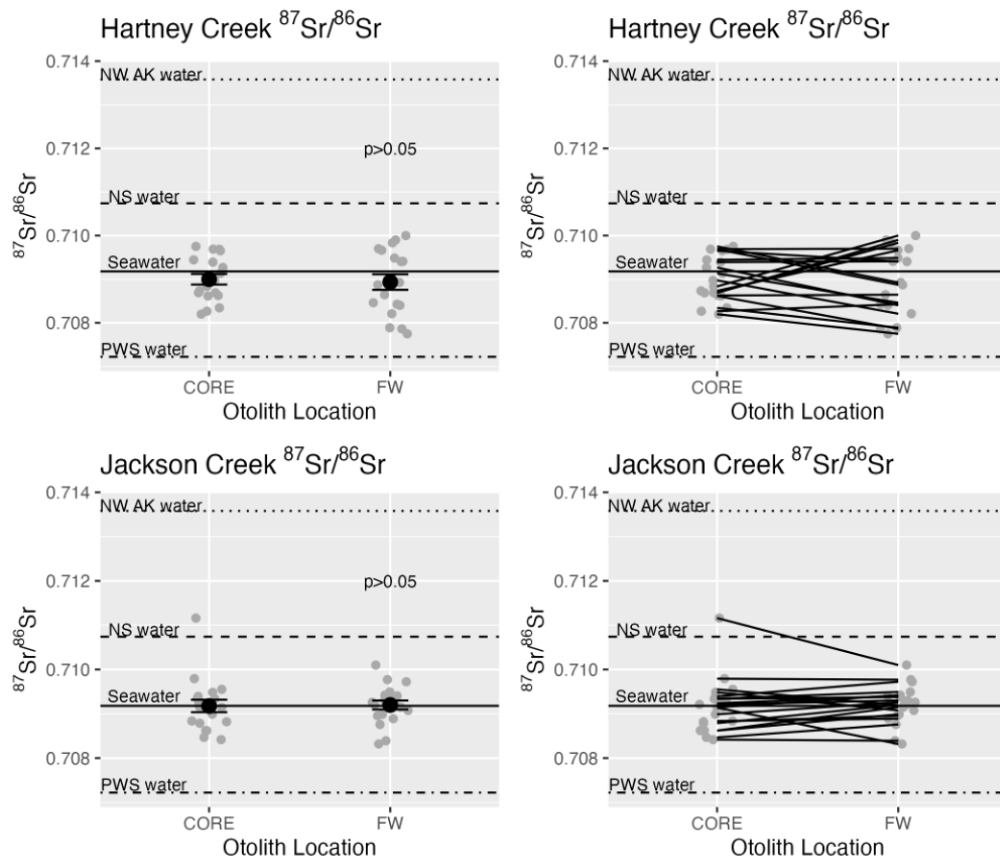 Hartney Creek ⁸⁷Sr/⁸⁶Sr
0.714
NW AK water
0.712
p>0.05
NS water
0.710
Seawater
0.708
PWS water
CORE
FW
Otolith Location
⁸⁷Sr/⁸⁶Sr
Hartney Creek ⁸⁷Sr/⁸⁶Sr
0.714
NW AK water
0.712
NS water
0.710
Seawater
0.708
PWS water
CORE
FW
Otolith Location
⁸⁷Sr/⁸⁶Sr
Jackson Creek ⁸⁷Sr/⁸⁶Sr
0.714
NW AK water
0.712
p>0.05
NS water
0.710
Seawater
0.708
PWS water
CORE
FW
Otolith Location
⁸⁷Sr/⁸⁶Sr
Jackson Creek ⁸⁷Sr/⁸⁶Sr
0.714
NW AK water
0.712
NS water
0.710
Seawater
0.708
PWS water
CORE
FW
Otolith Location
⁸⁷Sr/⁸⁶Sr